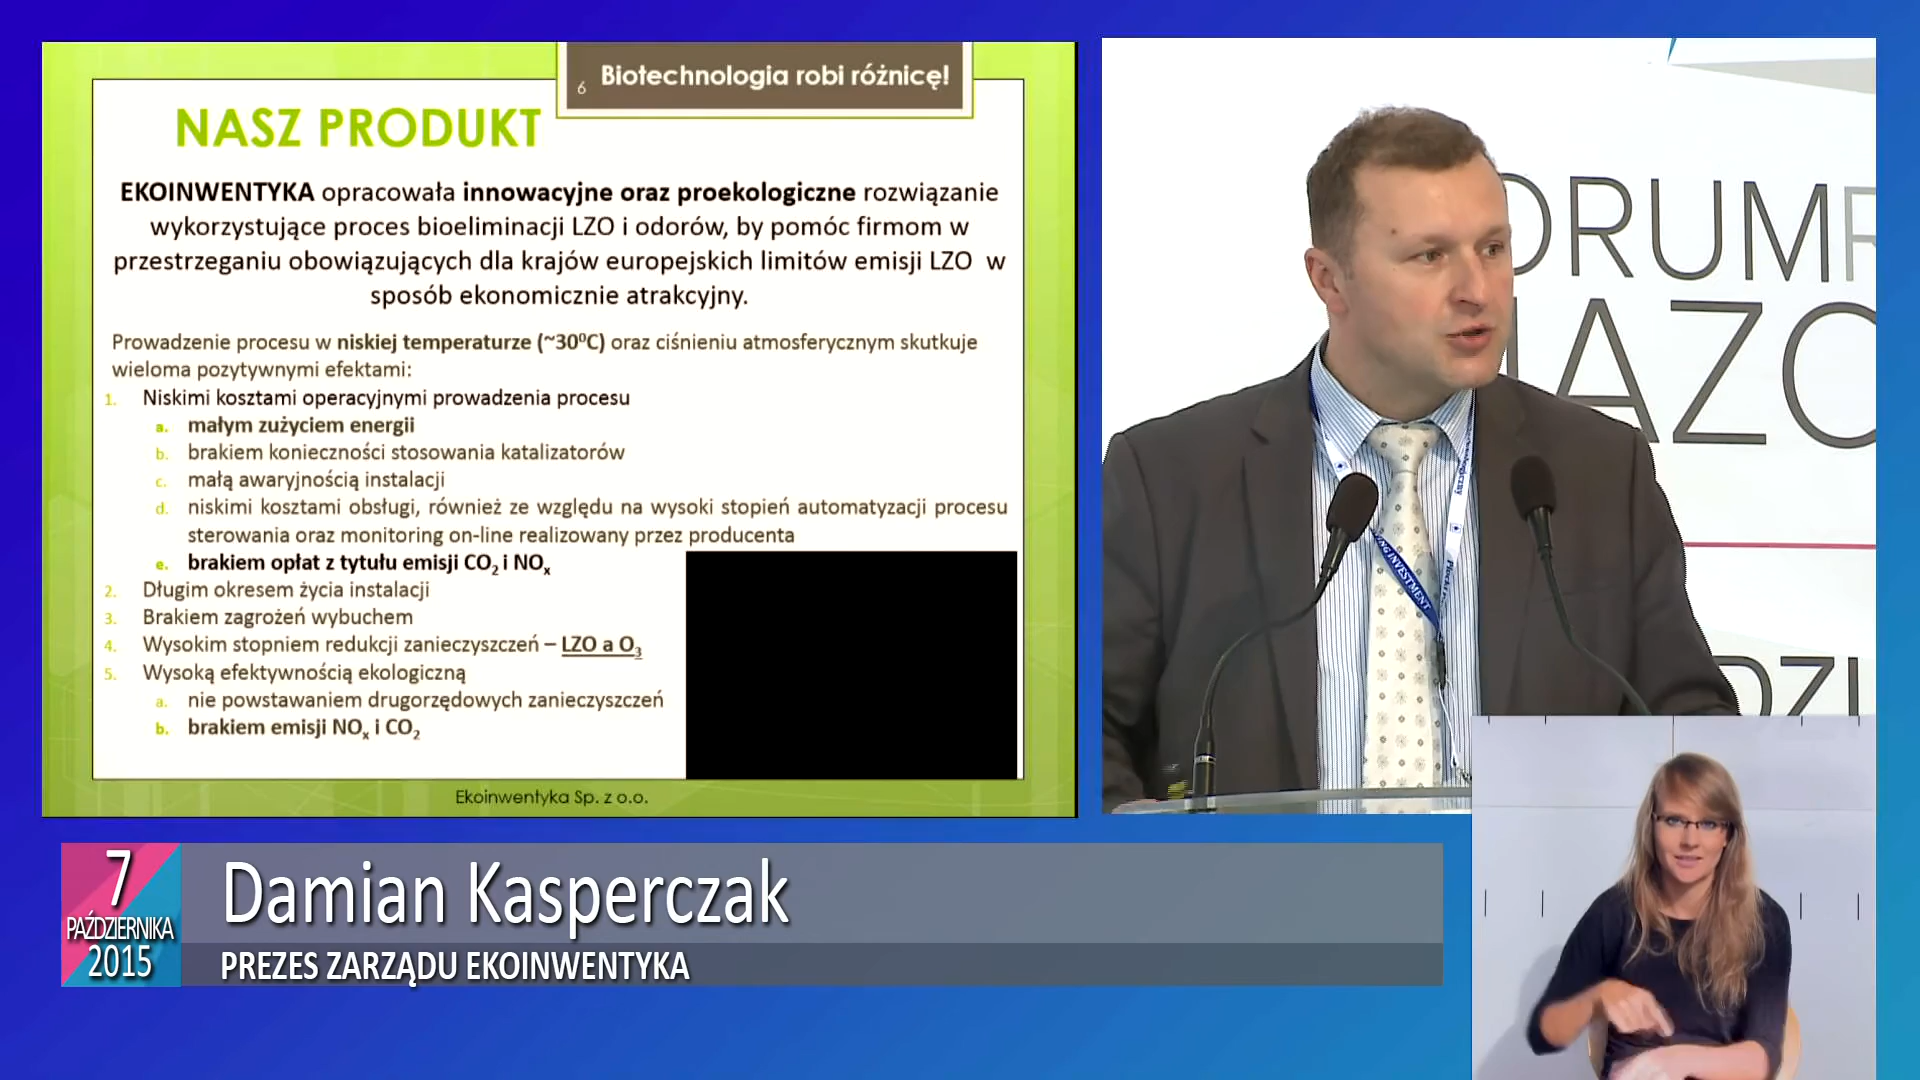 6 Biotechnologia robi różnicę!
NASZ PRODUKT
EKOINWENTYKA opracowała innowacyjne oraz proekologiczne rozwiązanie
wykorzystujące proces bioeliminacji LZO i odorów, by pomóc firmom w
przestrzeganiu obowiązujących dla krajów europejskich limitów emisji LZO w
sposób ekonomicznie atrakcyjny.
Prowadzenie procesu w niskiej temperaturze (~30⁰C) oraz ciśnieniu atmosferycznym skutkuje
wieloma pozytywnymi efektami:
1. Niskimi kosztami operacyjnymi prowadzenia procesu
a. małym zużyciem energii
b. brakiem konieczności stosowania katalizatorów
c. małą awaryjnością instalacji
d. niskimi kosztami obsługi, również ze względu na wysoki stopień automatyzacji procesu
sterowania oraz monitoring on-line realizowany przez producenta
e. brakiem opłat z tytułu emisji CO₂ i NOₓ
2. Długim okresem życia instalacji
3. Brakiem zagrożeń wybuchem
4. Wysokim stopniem redukcji zanieczyszczeń – LZO a O₃
5. Wysoką efektywnością ekologiczną
a. nie powstawaniem drugorzędowych zanieczyszczeń
b. brakiem emisji NOₓ i CO₂
Ekoinwentyka Sp. z o.o.
ORUM
AZO
DZI
INVESTMENT
7
PAŹDZIERNIKA
2015
Damian Kasperczak
PREZES ZARZĄDU EKOINWENTYKA